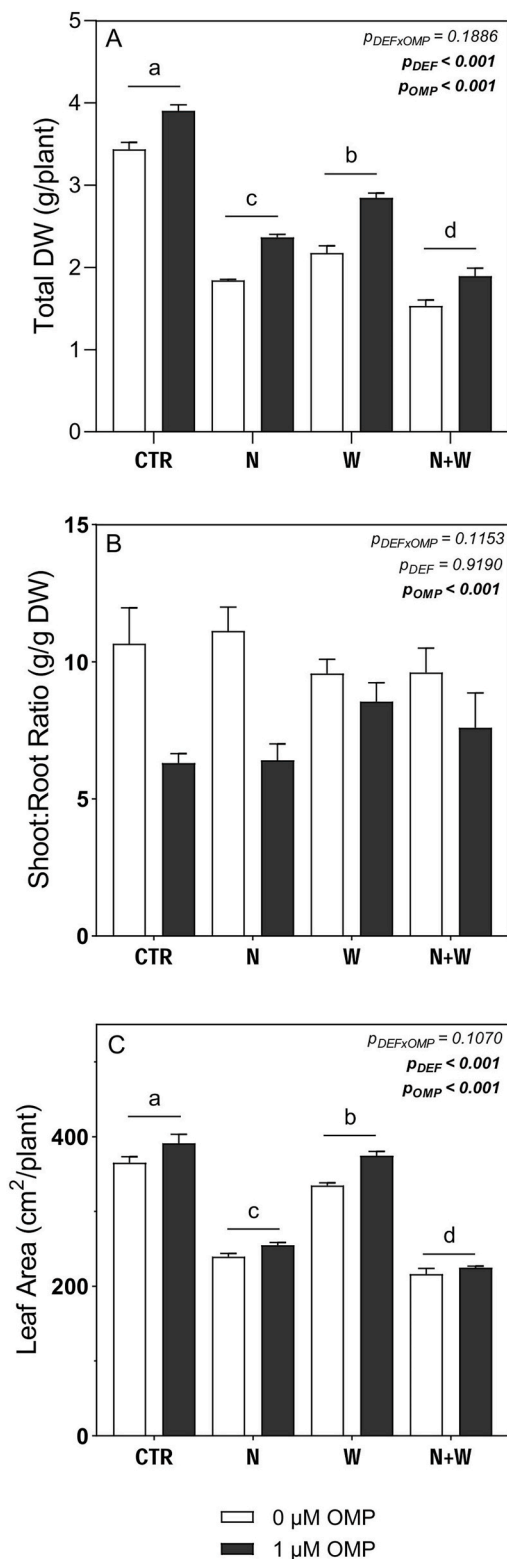 A
p_DEFxOMP = 0.1886
p_DEF < 0.001
p_OMP < 0.001
Total DW (g/plant)
5
4
3
2
1
0
a
c
b
d
CTR N W N+W
B
p_DEFxOMP = 0.1153
p_DEF = 0.9190
p_OMP < 0.001
Shoot:Root Ratio (g/g DW)
15
10
5
0
CTR N W N+W
C
p_DEFxOMP = 0.1070
p_DEF < 0.001
p_OMP < 0.001
Leaf Area (cm²/plant)
400
200
0
a
c
b
d
CTR N W N+W
0 µM OMP
1 µM OMP